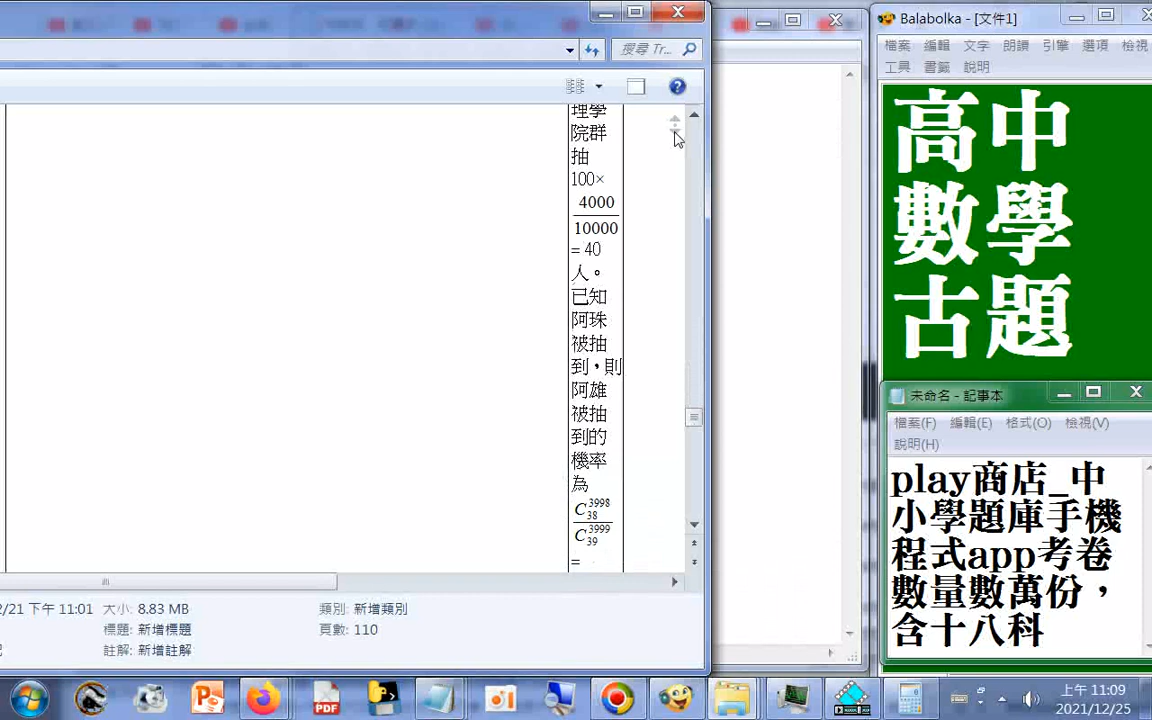 搜尋 Tr...
理學
院群
抽
100×
4000
10000
= 40
人。
已知
阿珠
被抽
到，則
阿雄
被抽
到的
機率
為
C 3998 38
C 3999 39
=
2/21 下午 11:01 大小: 8.83 MB 類別: 新增類別
標題: 新增標題 頁數: 110
註解: 新增註解
Balabolka - [文件1]
檔案 編輯 文字 朗讀 引擎 選項 檢視
工具 書籤 說明
高中
數學
古題
未命名 - 記事本
檔案(F) 編輯(E) 格式(O) 檢視(V)
說明(H)
play商店_中
小學題庫手機
程式app考卷
數量數萬份，
含十八科
PDF
上午 11:09
2021/12/25